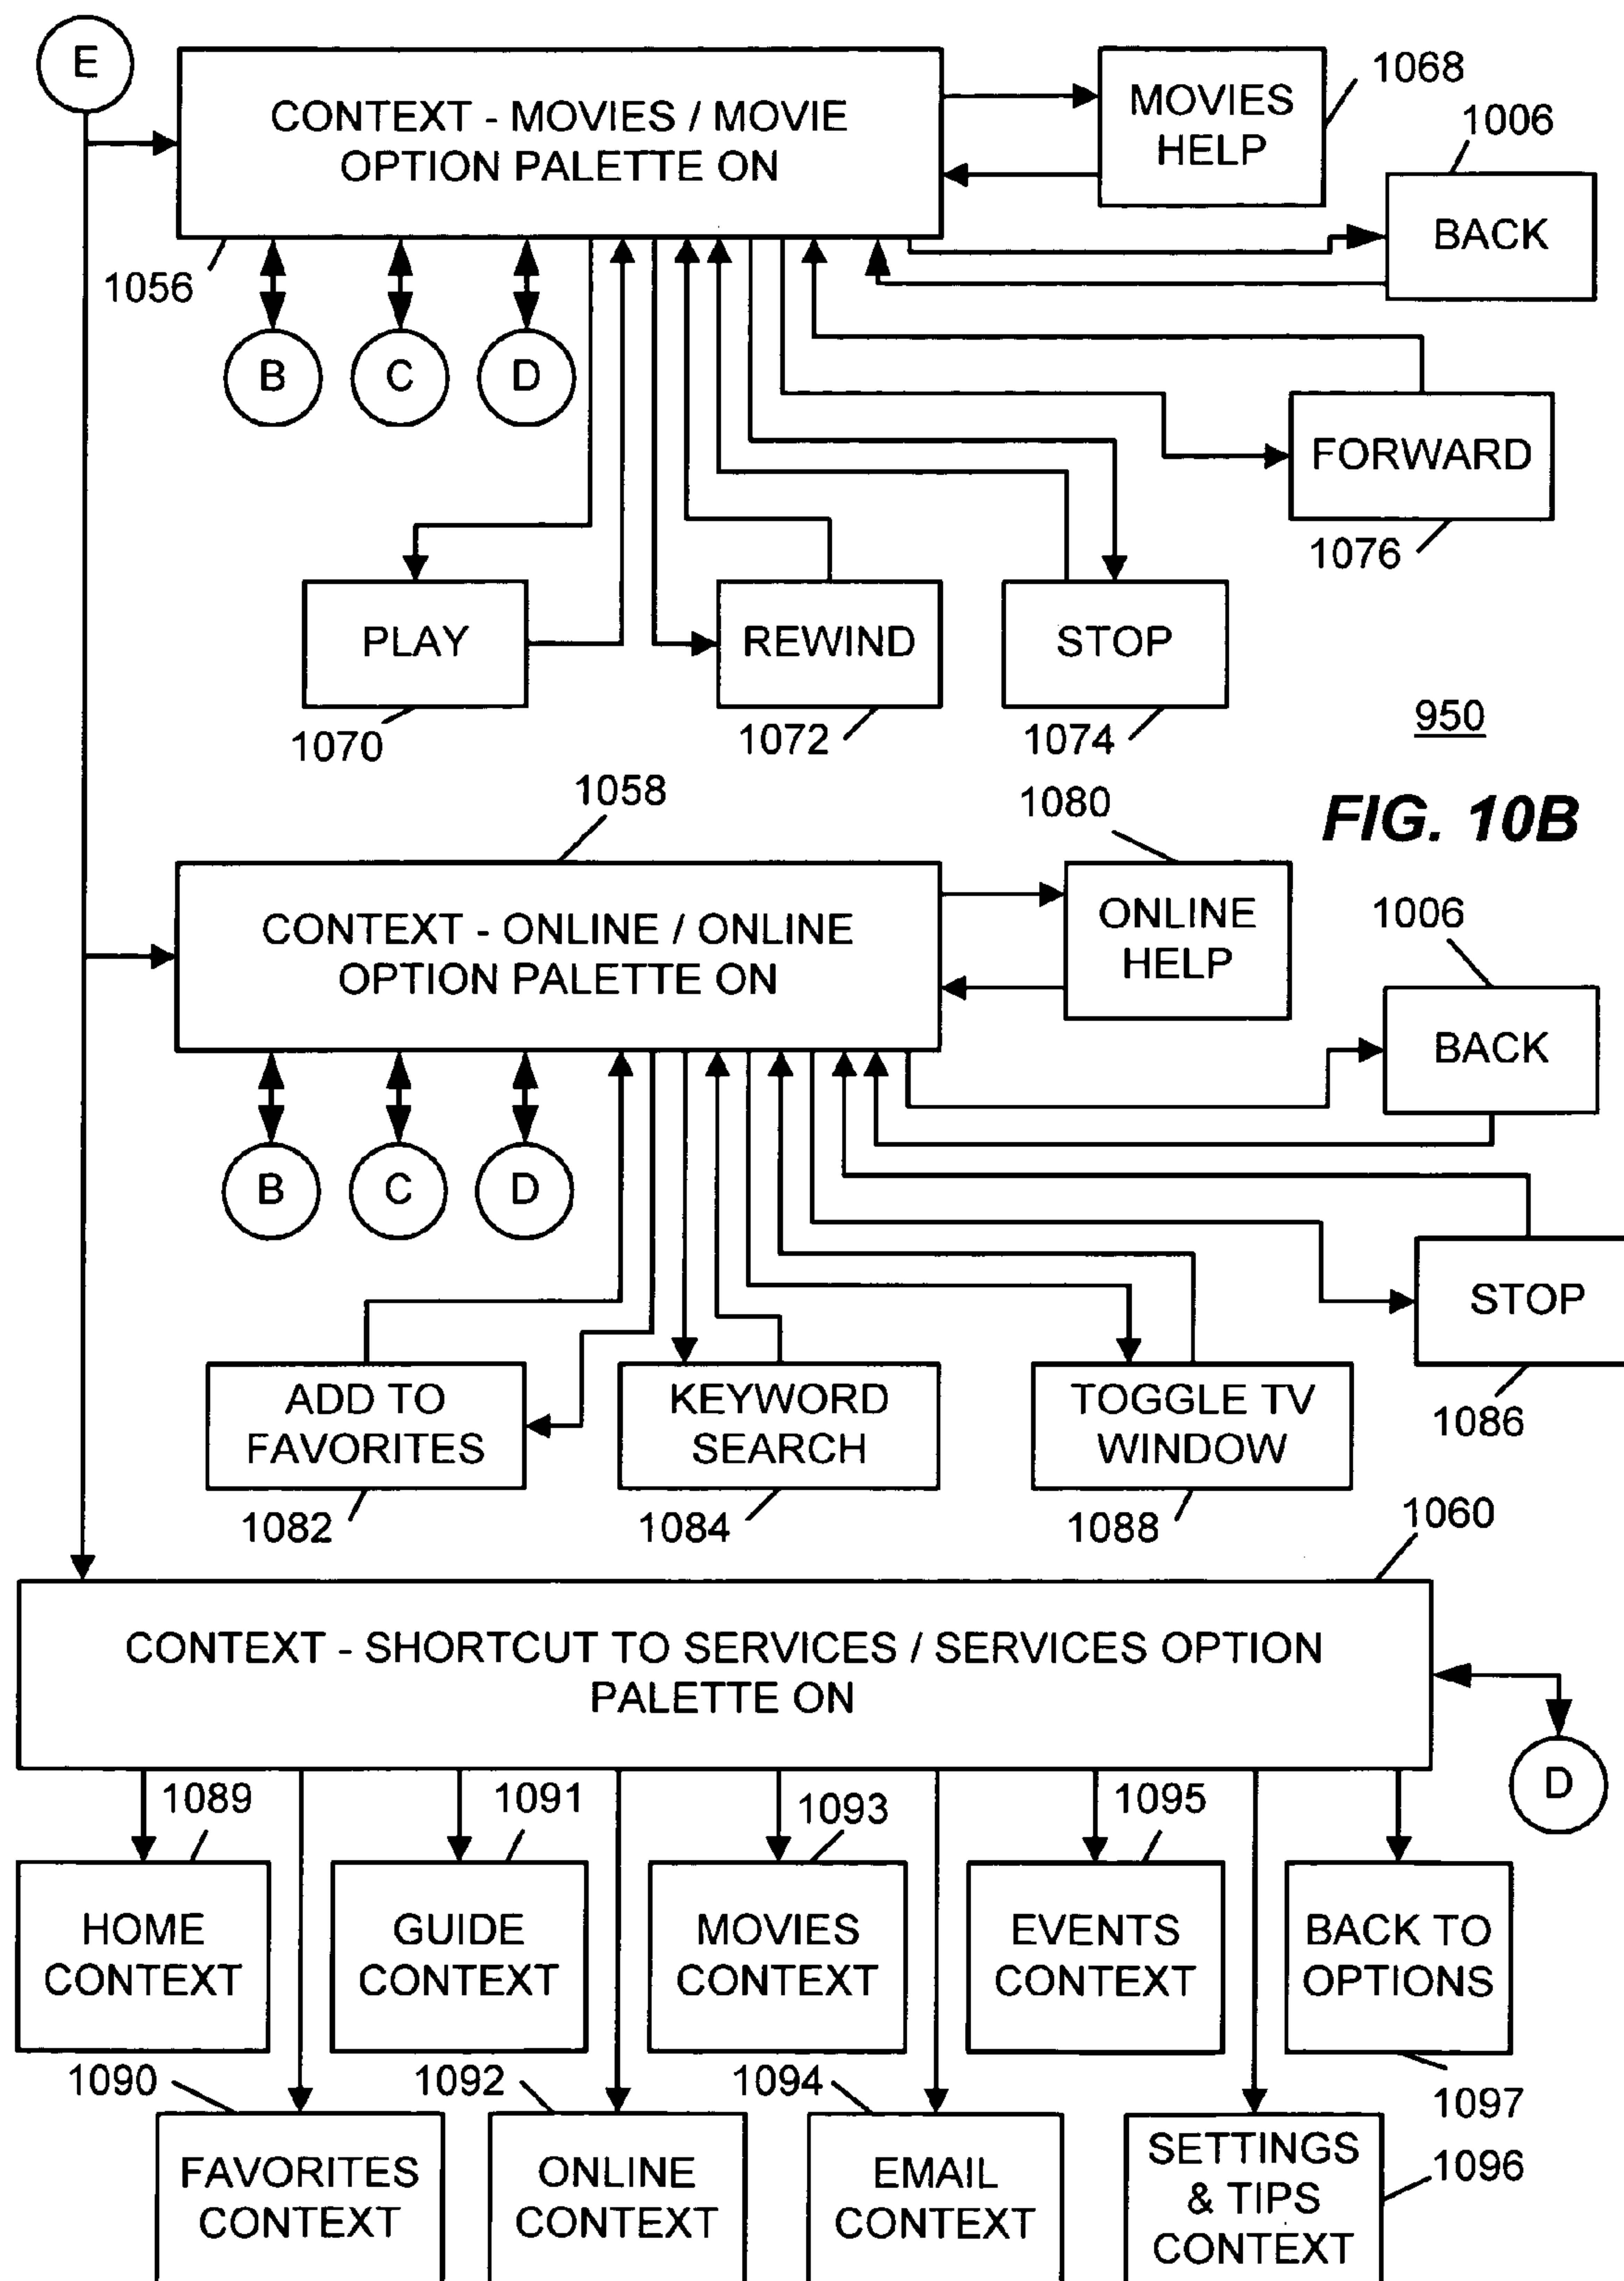 E
CONTEXT - MOVIES / MOVIE
OPTION PALETTE ON
MOVIES
HELP
1068
1006
BACK
1056
B
C
D
FORWARD
1076
PLAY
REWIND
STOP
1070
1072
1074
950
FIG. 10B
1058
1080
CONTEXT - ONLINE / ONLINE
OPTION PALETTE ON
ONLINE
HELP
1006
BACK
B
C
D
STOP
1086
ADD TO
FAVORITES
KEYWORD
SEARCH
TOGGLE TV
WINDOW
1082
1084
1088
1060
CONTEXT - SHORTCUT TO SERVICES / SERVICES OPTION
PALETTE ON
D
1089
1091
1093
1095
HOME
CONTEXT
GUIDE
CONTEXT
MOVIES
CONTEXT
EVENTS
CONTEXT
BACK TO
OPTIONS
1090
1092
1094
1097
FAVORITES
CONTEXT
ONLINE
CONTEXT
EMAIL
CONTEXT
SETTINGS
& TIPS
CONTEXT
1096